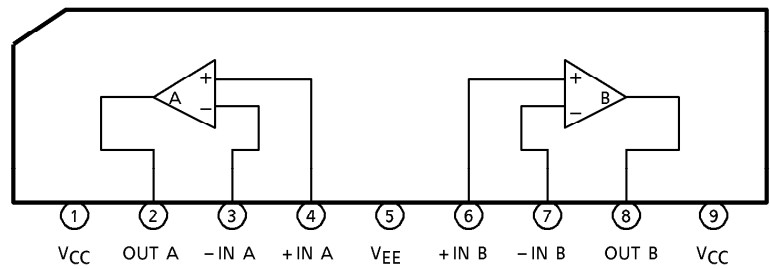 + +
A B
− −
1 2 3 4 5 6 7 8 9
VCC OUT A −IN A +IN A VEE +IN B −IN B OUT B VCC